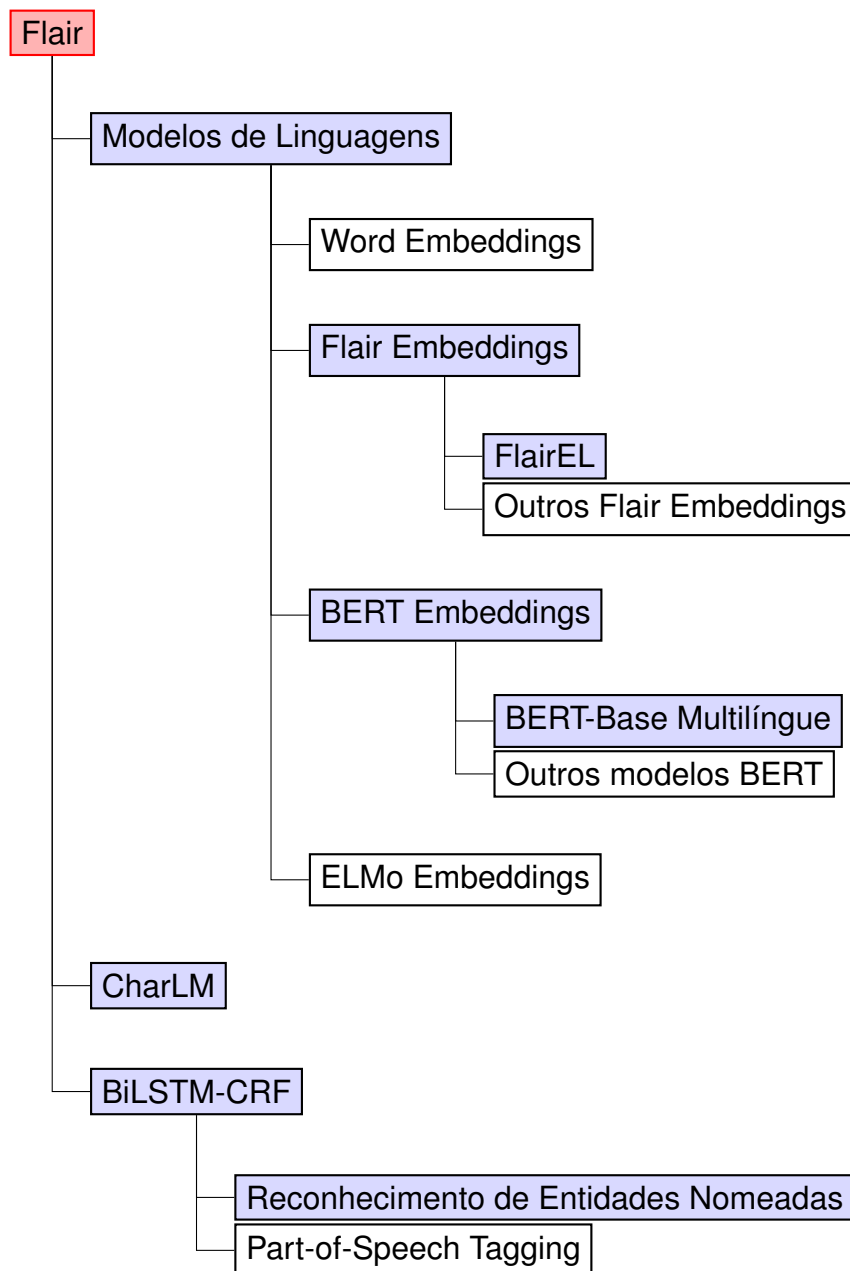 Flair
Modelos de Linguagens
Word Embeddings
Flair Embeddings
FlairEL
Outros Flair Embeddings
BERT Embeddings
BERT-Base Multilíngue
Outros modelos BERT
ELMo Embeddings
CharLM
BiLSTM-CRF
Reconhecimento de Entidades Nomeadas
Part-of-Speech Tagging